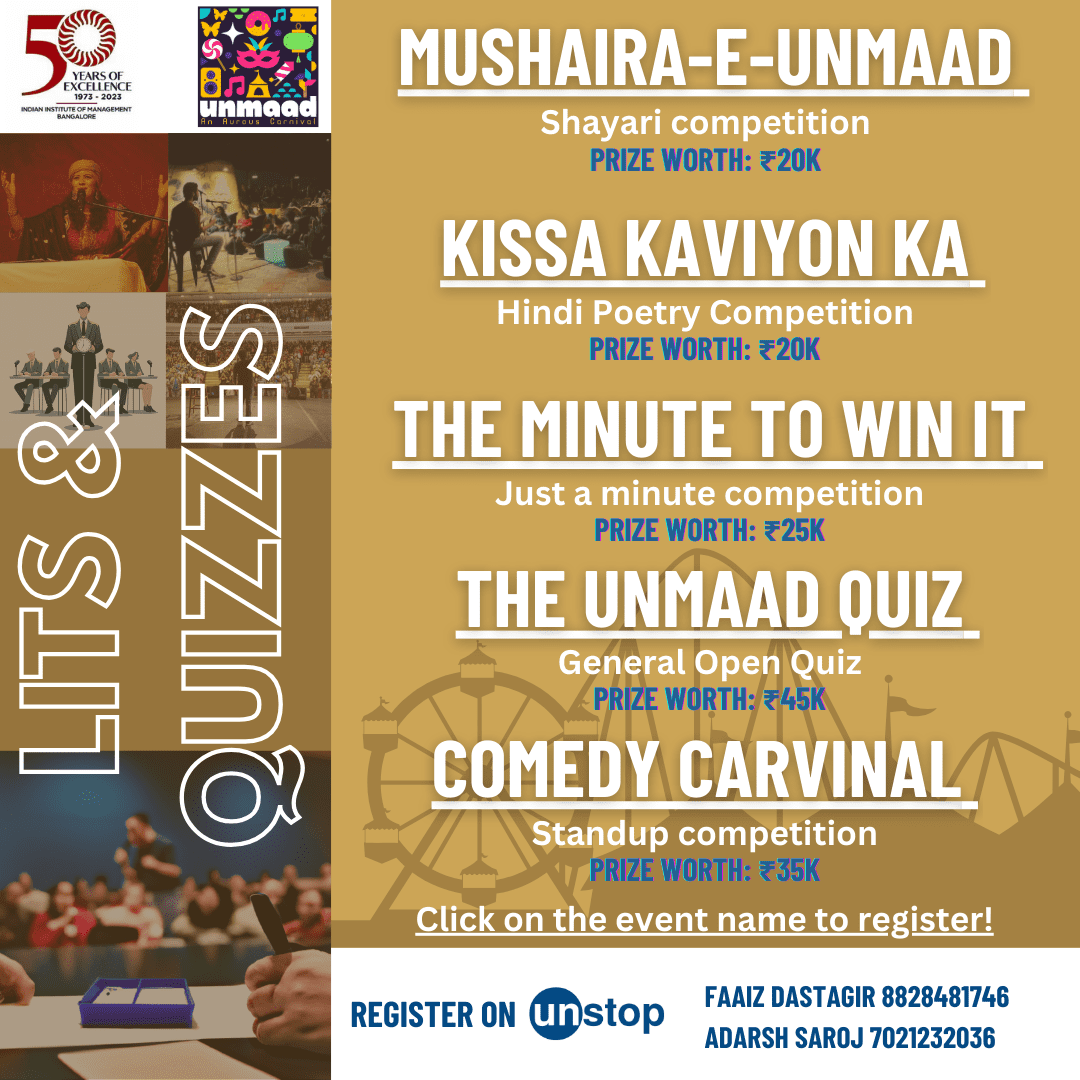 50
YEARS OF
EXCELLENCE
1973 - 2023
INDIAN INSTITUTE OF MANAGEMENT
BANGALORE
unmaad
An Aurous Carnival
LITS &
QUIZZES
MUSHAIRA-E-UNMAAD
Shayari competition
PRIZE WORTH: ₹20K
KISSA KAVIYON KA
Hindi Poetry Competition
PRIZE WORTH: ₹20K
THE MINUTE TO WIN IT
Just a minute competition
PRIZE WORTH: ₹25K
THE UNMAAD QUIZ
General Open Quiz
PRIZE WORTH: ₹45K
COMEDY CARVINAL
Standup competition
PRIZE WORTH: ₹35K
Click on the event name to register!
REGISTER ON unstop
FAAIZ DASTAGIR 8828481746
ADARSH SAROJ 7021232036